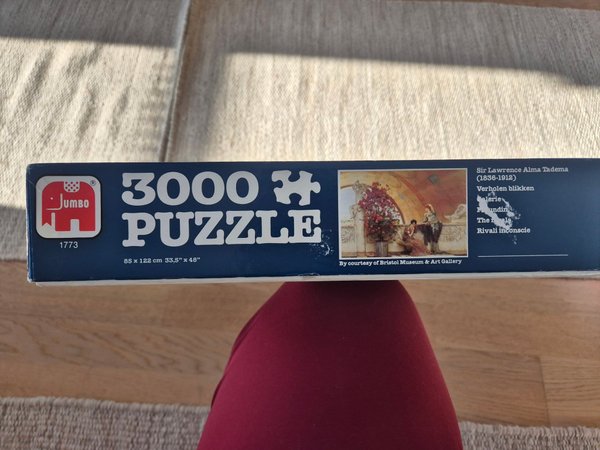 JUMBO
®
1773
3000
PUZZLE
85 x 122 cm 33,5" x 48"
By courtesy of Bristol Museum & Art Gallery
Sir Lawrence Alma Tadema
(1836-1912)
Verholen blikken
The
Rivali inconscie